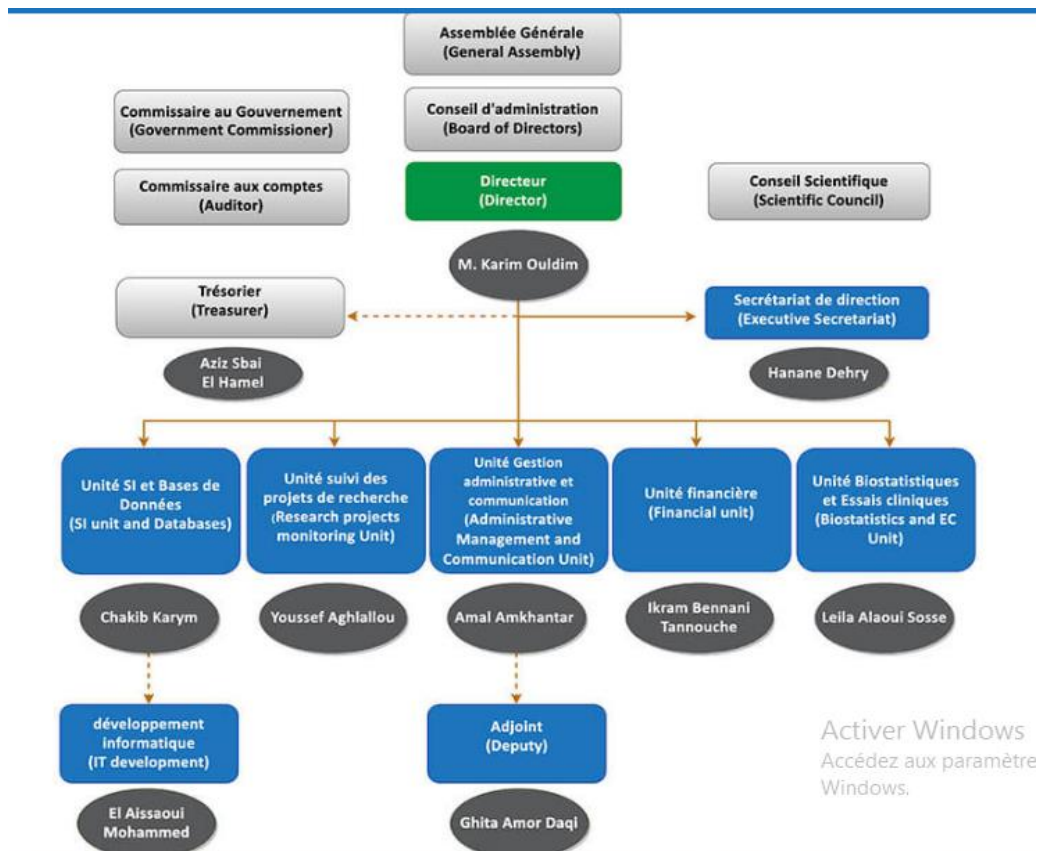 Assemblée Générale
(General Assembly)
Commissaire au Gouvernement
(Government Commissioner)
Conseil d'administration
(Board of Directors)
Commissaire aux comptes
(Auditor)
Directeur
(Director)
Conseil Scientifique
(Scientific Council)
M. Karim Ouldim
Trésorier
(Treasurer)
Secrétariat de direction
(Executive Secretariat)
Aziz Sbai
El Hamel
Hanane Dehry
Unité SI et Bases de
Données
(SI unit and Databases)
Unité suivi des
projets de recherche
(Research projects
monitoring Unit)
Unité Gestion
administrative et
communication
(Administrative
Management and
Communication Unit)
Unité financière
(Financial unit)
Unité Biostatistiques
et Essais cliniques
(Biostatistics and EC
Unit)
Chakib Karym
Youssef Aghlallou
Amal Amkhantar
Ikram Bennani
Tannouche
Leila Alaoui Sosse
développement
informatique
(IT development)
Adjoint
(Deputy)
El Aissaoui
Mohammed
Ghita Amor Daqi
Activer Windows
Accédez aux paramètre
Windows.